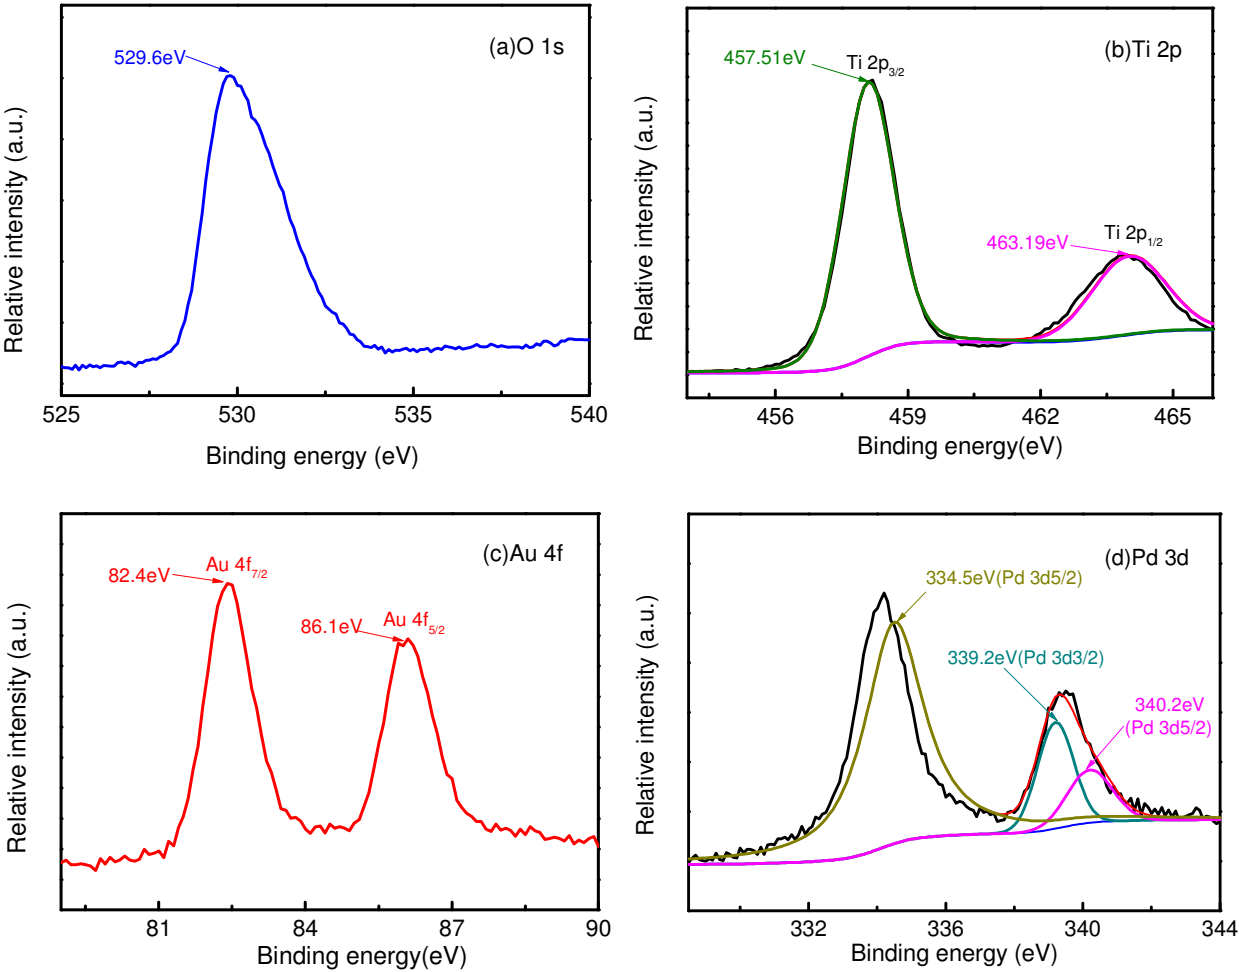 (a)O 1s
529.6eV
Relative intensity (a.u.)
525 530 535 540
Binding energy (eV)
(b)Ti 2p
457.51eV
Ti 2p3/2
463.19eV
Ti 2p1/2
Relative intensity (a.u.)
456 459 462 465
Binding energy(eV)
(c)Au 4f
82.4eV
Au 4f7/2
86.1eV
Au 4f5/2
Relative intensity (a.u.)
81 84 87 90
Binding energy(eV)
(d)Pd 3d
334.5eV(Pd 3d5/2)
339.2eV(Pd 3d3/2)
340.2eV
(Pd 3d5/2)
Relative intensity (a.u.)
332 336 340 344
Binding energy (eV)